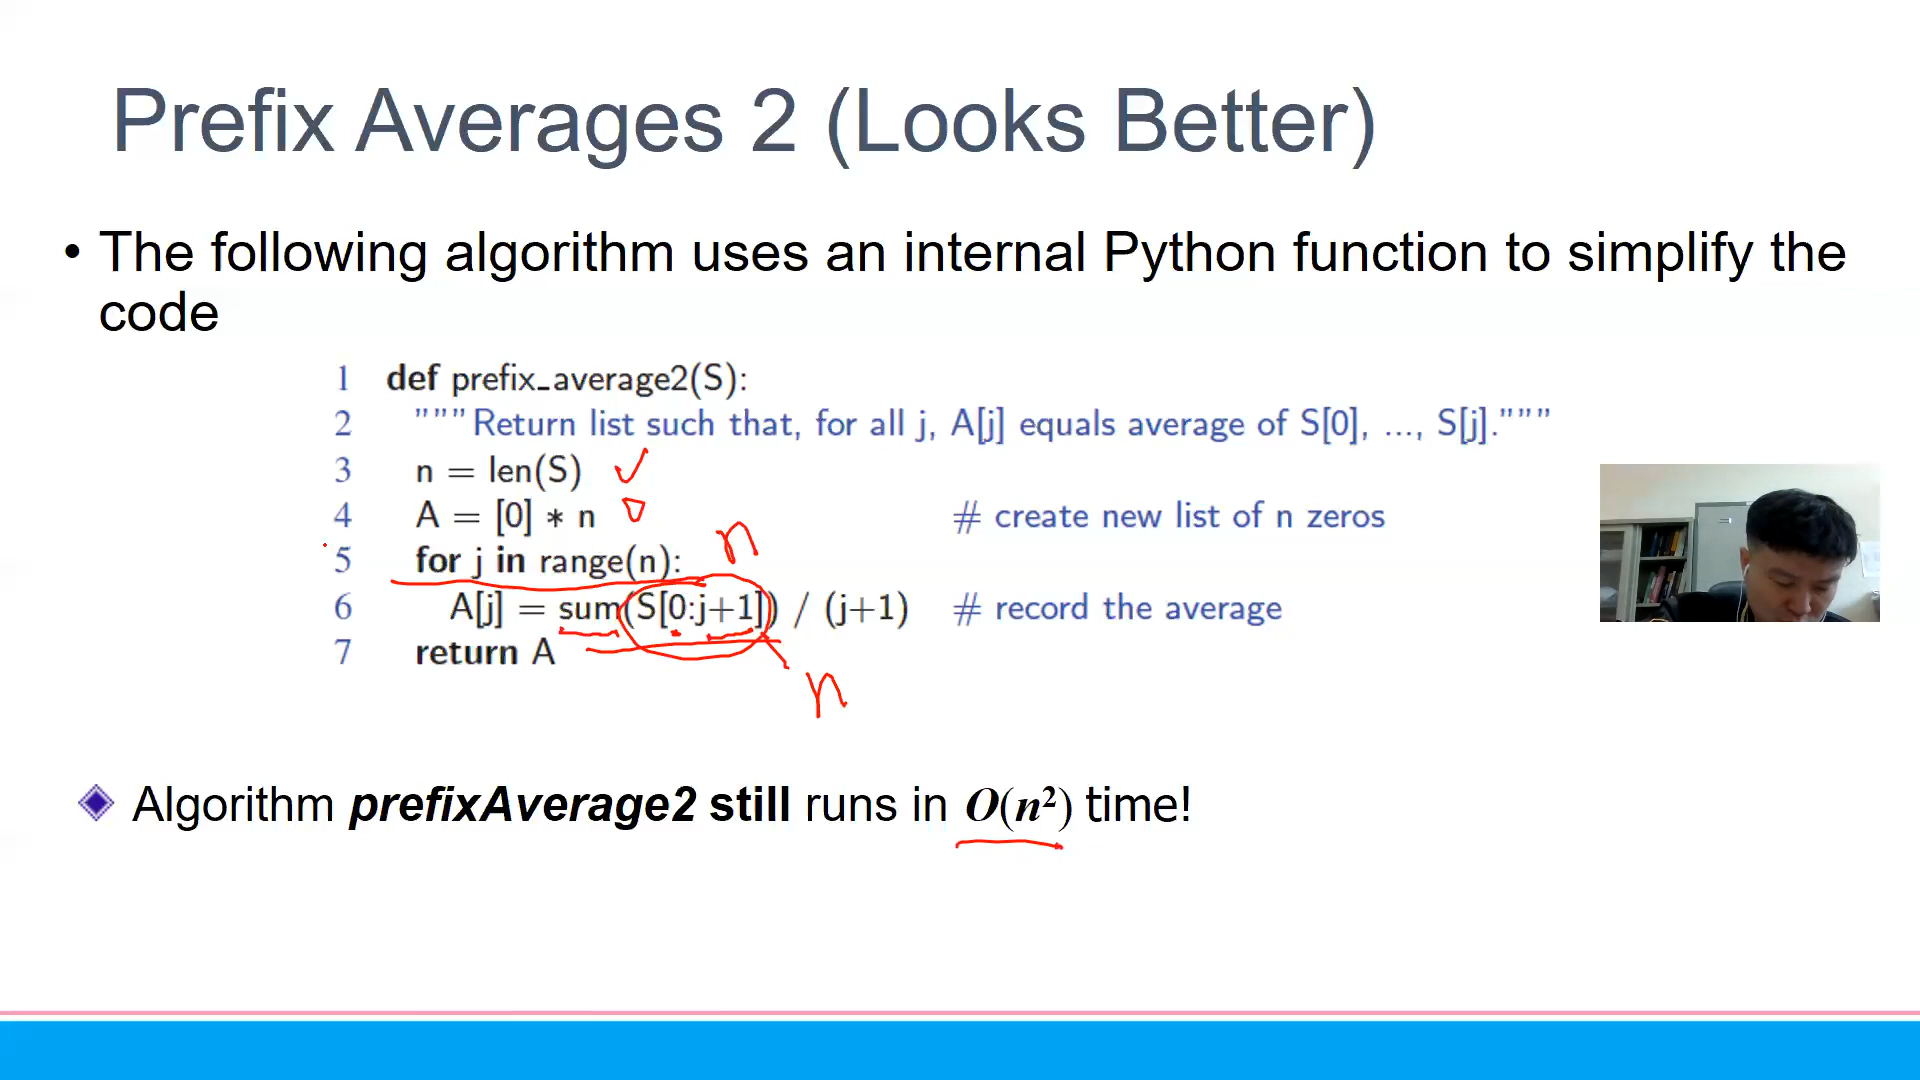 Prefix Averages 2 (Looks Better)
• The following algorithm uses an internal Python function to simplify the
code
1 def prefix_average2(S):
2 """Return list such that, for all j, A[j] equals average of S[0], ..., S[j]."""
3 n = len(S)
4 A = [0] * n # create new list of n zeros
n
5 for j in range(n):
6 A[j] = sum(S[0:j+1]) / (j+1) # record the average
7 return A
n
Algorithm prefixAverage2 still runs in O(n²) time!